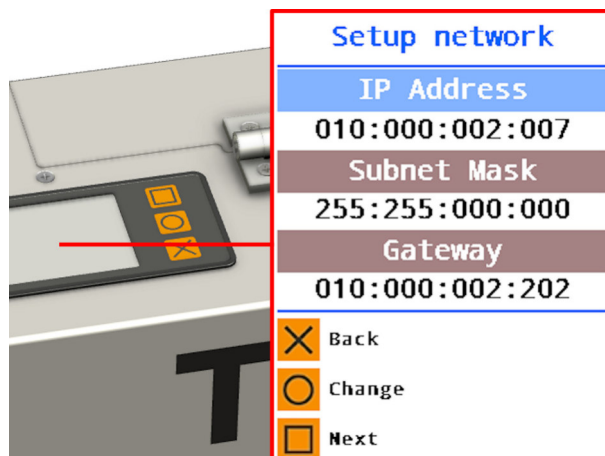 Setup network
IP Address
010:000:002:007
Subnet Mask
255:255:000:000
Gateway
010:000:002:202
Back
Change
Next
T